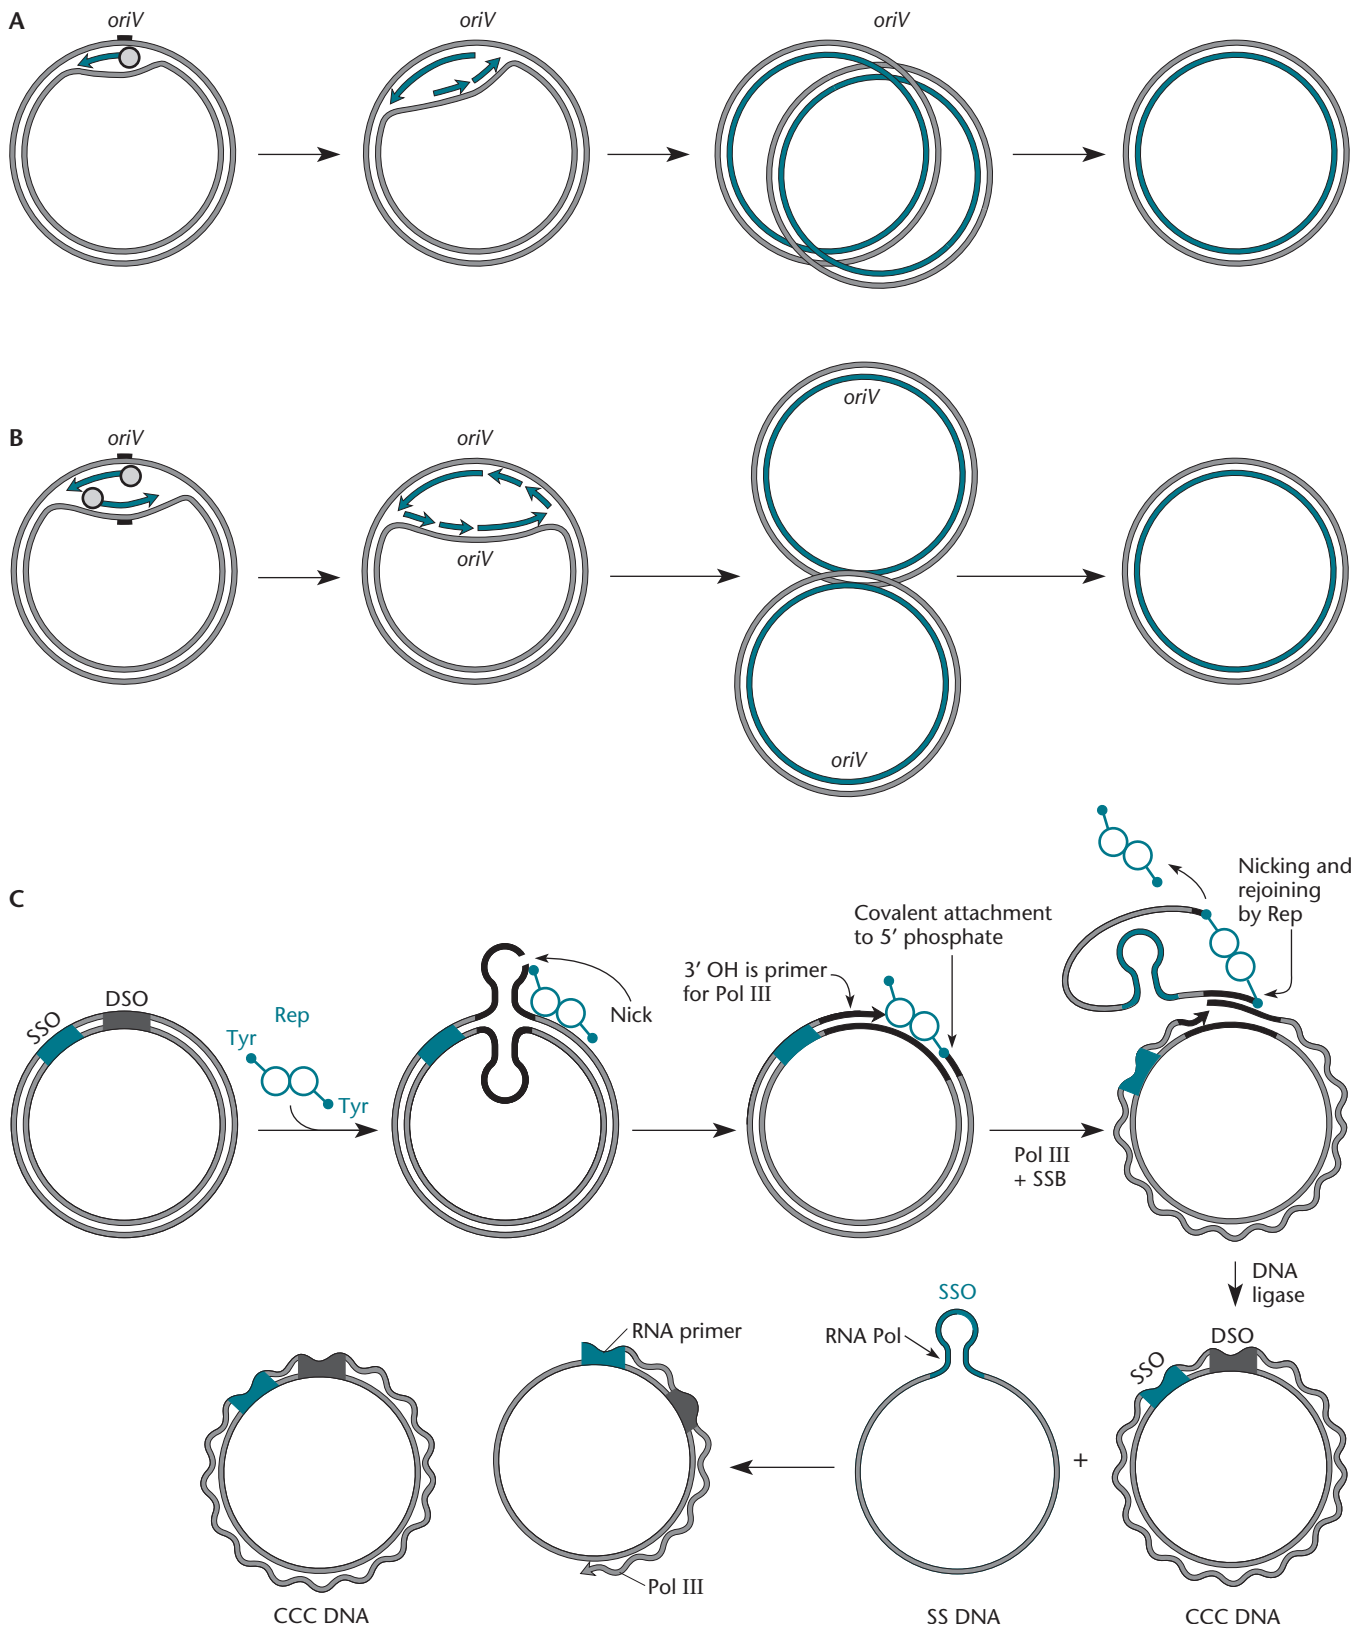 A
oriV
oriV
oriV
B
oriV
oriV
oriV
oriV
oriV
C
SSO
DSO
Rep
Tyr
Tyr
Nick
3′ OH is primer
for Pol III
Covalent attachment
to 5′ phosphate
Nicking and
rejoining
by Rep
Pol III
+ SSB
DNA
ligase
RNA primer
Pol III
SSO
RNA Pol
+
SSO
DSO
CCC DNA
SS DNA
CCC DNA